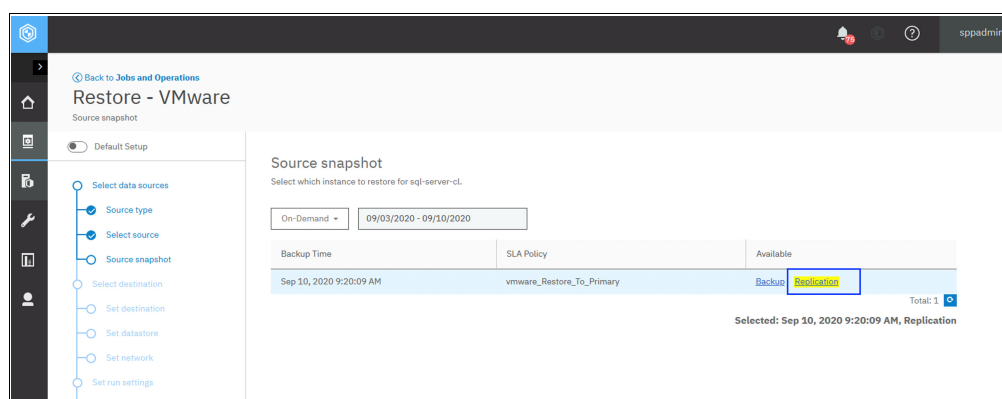 75
sppadmin
Back to Jobs and Operations
Restore - VMware
Source snapshot
Default Setup
Select data sources
Source type
Select source
Source snapshot
Select destination
Set destination
Set datastore
Set network
Set run settings
Source snapshot
Select which instance to restore for sql-server-cl.
On-Demand 09/03/2020 - 09/10/2020
Backup Time SLA Policy Available
Sep 10, 2020 9:20:09 AM vmware_Restore_To_Primary Backup Replication
Total: 1
Selected: Sep 10, 2020 9:20:09 AM, Replication